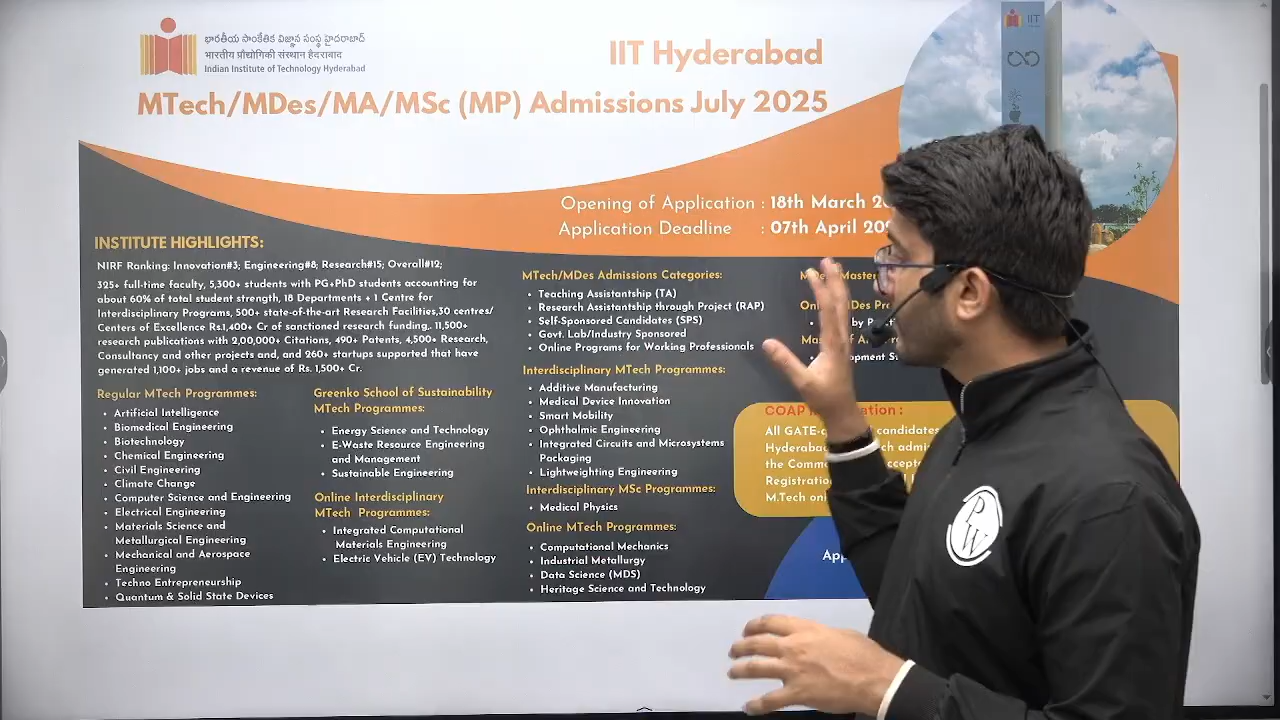 భారతీయ సాంకేతిక విజ్ఞాన సంస్థ హైదరాబాద్
भारतीय प्रौद्योगिकी संस्थान हैदराबाद
Indian Institute of Technology Hyderabad
IIT Hyderabad
MTech/MDes/MA/MSc (MP) Admissions July 2025
IIT
Opening of Application : 18th March
Application Deadline : 07th April
INSTITUTE HIGHLIGHTS:
NIRF Ranking: Innovation#3; Engineering#8; Research#15; Overall#12;
325+ full-time faculty, 5,300+ students with PG+PhD students accounting for
about 60% of total student strength, 18 Departments + 1 Centre for
Interdisciplinary Programs, 500+ state-of-the-art Research Facilities,30 centres/
Centers of Excellence Rs.1,400+ Cr of sanctioned research funding,. 11,500+
research publications with 2,00,000+ Citations, 490+ Patents, 4,500+ Research,
Consultancy and other projects and, and 260+ startups supported that have
generated 1,100+ jobs and a revenue of Rs. 1,500+ Cr.
Regular MTech Programmes:
• Artificial Intelligence
• Biomedical Engineering
• Biotechnology
• Chemical Engineering
• Civil Engineering
• Climate Change
• Computer Science and Engineering
• Electrical Engineering
• Materials Science and
Metallurgical Engineering
• Mechanical and Aerospace
Engineering
• Techno Entrepreneurship
• Quantum & Solid State Devices
Greenko School of Sustainability
MTech Programmes:
• Energy Science and Technology
• E-Waste Resource Engineering
and Management
• Sustainable Engineering
Online Interdisciplinary
MTech Programmes:
• Integrated Computational
Materials Engineering
• Electric Vehicle (EV) Technology
MTech/MDes Admissions Categories:
• Teaching Assistantship (TA)
• Research Assistantship through Project (RAP)
• Self-Sponsored Candidates (SPS)
• Govt. Lab/Industry Sponsored
• Online Programs for Working Professionals
Interdisciplinary MTech Programmes:
• Additive Manufacturing
• Medical Device Innovation
• Smart Mobility
• Ophthalmic Engineering
• Integrated Circuits and Microsystems
Packaging
• Lightweighting Engineering
Interdisciplinary MSc Programmes:
• Medical Physics
Online MTech Programmes:
• Computational Mechanics
• Industrial Metallurgy
• Data Science (MDS)
• Heritage Science and Technology
by
COAP
All candidates
Hyderabad
the
Registration
M.Tech
PW